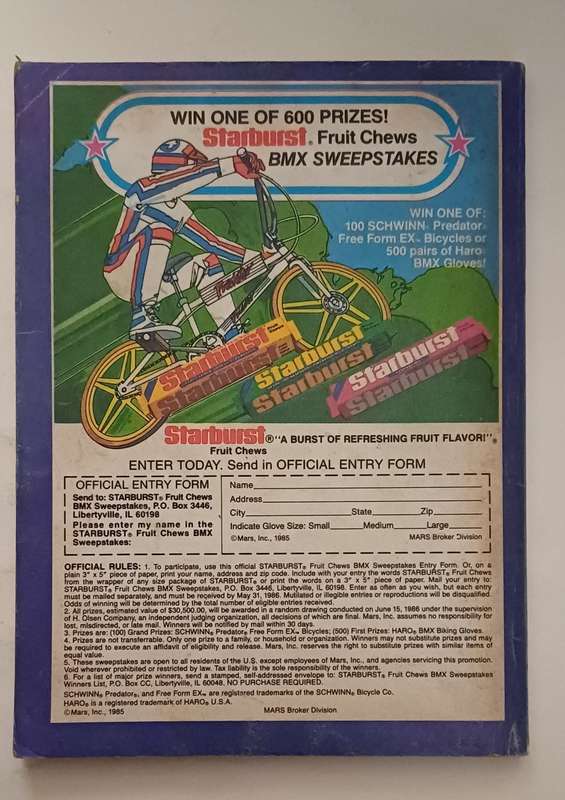 WIN ONE OF 600 PRIZES!
Starburst® Fruit Chews
BMX SWEEPSTAKES
WIN ONE OF:
100 SCHWINN® Predator®
Free Form EX™ Bicycles or
500 pairs of Haro®
BMX Gloves!
Predator
Starburst
Starburst
Starburst
Starburst
Starburst
Starburst
Starburst® "A BURST OF REFRESHING FRUIT FLAVOR!"®
Fruit Chews
ENTER TODAY. Send in OFFICIAL ENTRY FORM
OFFICIAL ENTRY FORM
Send to: STARBURST® Fruit Chews
BMX Sweepstakes, P.O. Box 3446,
Libertyville, IL 60198
Please enter my name in the
STARBURST® Fruit Chews BMX
Sweepstakes:
Name
Address
City State Zip
Indicate Glove Size: Small Medium Large
©Mars, Inc., 1985 MARS Broker Division
OFFICIAL RULES: 1. To participate, use this official STARBURST® Fruit Chews BMX Sweepstakes Entry Form. Or, on a
plain 3" x 5" piece of paper, print your name, address and zip code. Include with your entry the words STARBURST® Fruit Chews
from the wrapper of any size package of STARBURST® or print the words on a 3" x 5" piece of paper. Mail your entry to:
STARBURST® Fruit Chews BMX Sweepstakes, P.O. Box 3446, Libertyville, IL 60198. Enter as often as you wish, but each entry
must be mailed separately, and must be received by May 31, 1986. Mutilated or illegible entries or reproductions will be disqualified.
Odds of winning will be determined by the total number of eligible entries received.
2. All prizes, estimated value of $30,500.00, will be awarded in a random drawing conducted on June 15, 1986 under the supervision
of H. Olsen Company, an independent judging organization, all decisions of which are final. Mars, Inc. assumes no responsibility for
lost, misdirected, or late mail. Winners will be notified by mail within 30 days.
3. Prizes are: (100) Grand Prizes: SCHWINN® Predator® Free Form EX™ Bicycles; (500) First Prizes: HARO® BMX Biking Gloves.
4. Prizes are not transferrable. Only one prize to a family, household or organization. Winners may not substitute prizes and may
be required to execute an affidavit of eligibility and release. Mars, Inc. reserves the right to substitute prizes with similar items of
equal value.
5. These sweepstakes are open to all residents of the U.S. except employees of Mars, Inc., and agencies servicing this promotion.
Void wherever prohibited or restricted by law. Tax liability is the sole responsibility of the winners.
6. For a list of major prize winners, send a stamped, self-addressed envelope to: STARBURST® Fruit Chews BMX Sweepstakes
Winners List, P.O. Box CC, Libertyville, IL 60048. NO PURCHASE REQUIRED.
SCHWINN® Predator®, and Free Form EX™ are registered trademarks of the SCHWINN® Bicycle Co.
HARO® is a registered trademark of HARO® U.S.A.
©Mars, Inc., 1985 MARS Broker Division